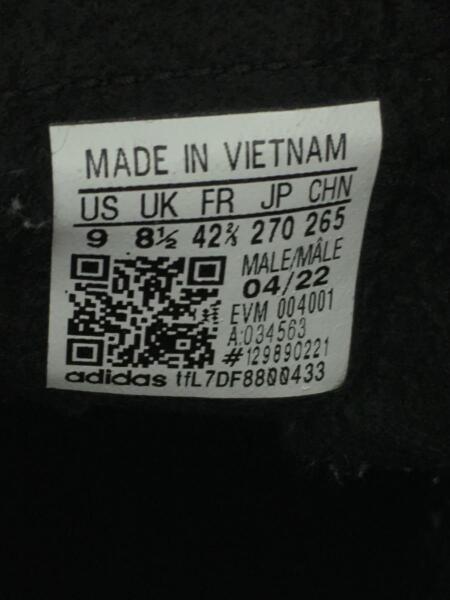 MADE IN VIETNAM
US UK FR JP CHN
9 8½ 42⅔ 270 265
MALE/MÂLE
04/22
EVM 004001
A:034563
#129890221
adidas tfL7DF8800433